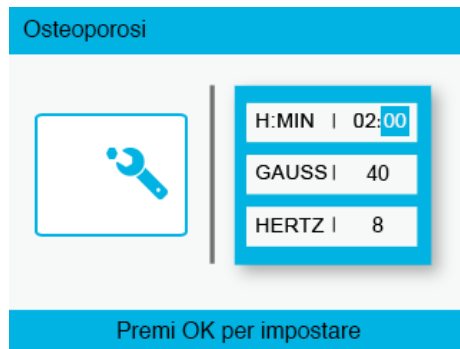 Osteoporosi
H:MIN | 02:00
GAUSS | 40
HERTZ | 8
Premi OK per impostare